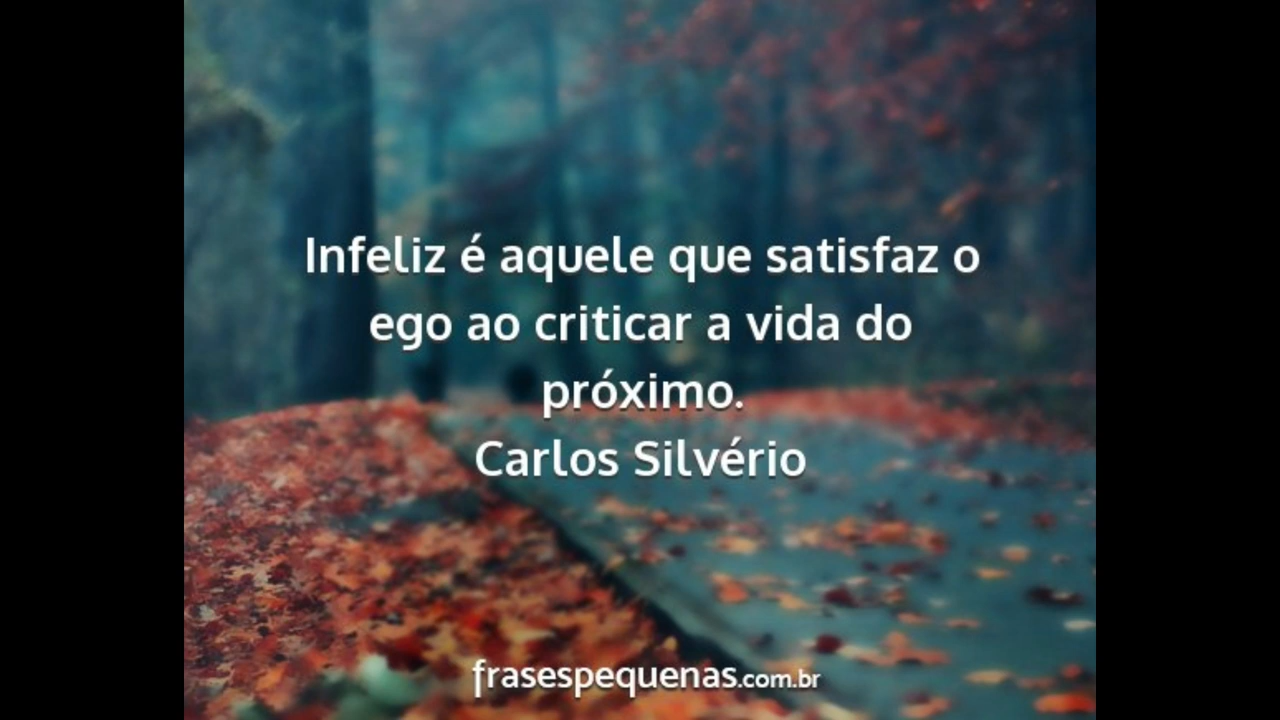 Infeliz é aquele que satisfaz o
ego ao criticar a vida do
próximo.
Carlos Silvério
frasespequenas.com.br